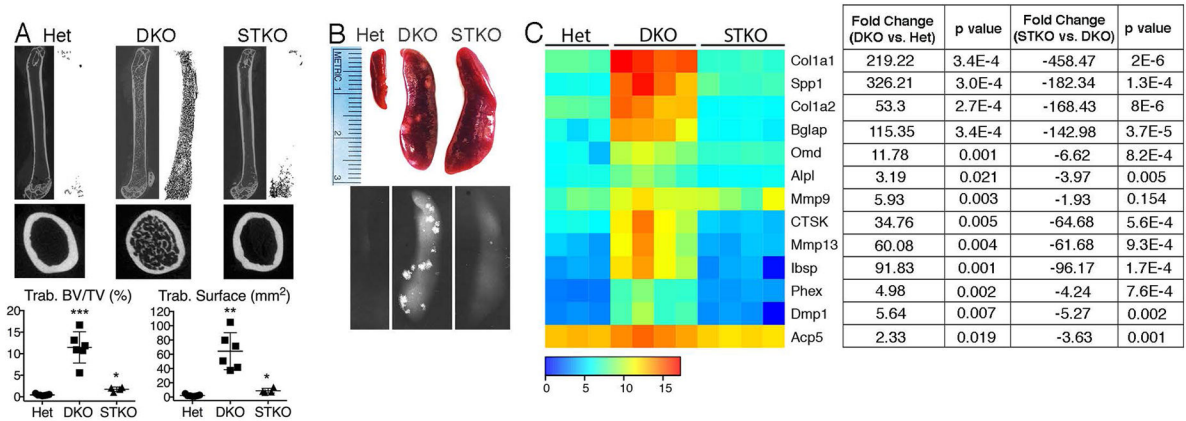 A
Het DKO STKO
Trab. BV/TV (%)
***
*
20
15
10
5
0
Het DKO STKO
Trab. Surface (mm2)
**
*
120
100
80
60
40
20
0
Het DKO STKO
B
Het DKO STKO
METRIC 1
2
3
C
Het DKO STKO
Col1a1
Spp1
Col1a2
Bglap
Omd
Alpl
Mmp9
CTSK
Mmp13
Ibsp
Phex
Dmp1
Acp5
0 5 10 15
Fold Change (DKO vs. Het) p value Fold Change (STKO vs. DKO) p value
219.22 3.4E-4 -458.47 2E-6
326.21 3.0E-4 -182.34 1.3E-4
53.3 2.7E-4 -168.43 8E-6
115.35 3.4E-4 -142.98 3.7E-5
11.78 0.001 -6.62 8.2E-4
3.19 0.021 -3.97 0.005
5.93 0.003 -1.93 0.154
34.76 0.005 -64.68 5.6E-4
60.08 0.004 -61.68 9.3E-4
91.83 0.001 -96.17 1.7E-4
4.98 0.002 -4.24 7.6E-4
5.64 0.007 -5.27 0.002
2.33 0.019 -3.63 0.001